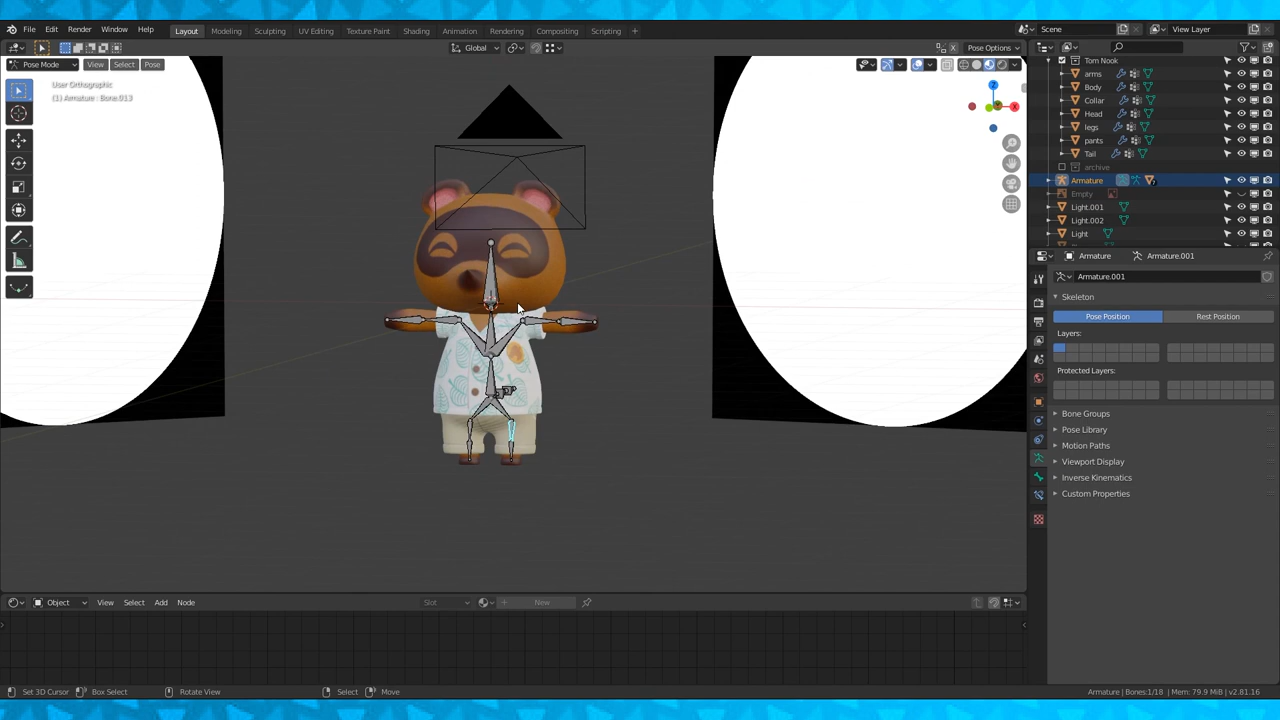 File Edit Render Window Help Layout Modeling Sculpting UV Editing Texture Paint Shading Animation Rendering Compositing Scripting + Scene View Layer
Global Pose Options
Pose Mode View Select Pose
User Orthographic
(1) Armature : Bone.013
Z
X
Tom Nook
arms
Body
Collar
Head
legs
pants
Tail
archive
Armature
Empty
Light.001
Light.002
Light
Armature Armature.001
Armature.001
Skeleton
Pose Position Rest Position
Layers:
Protected Layers:
Bone Groups
Pose Library
Motion Paths
Viewport Display
Inverse Kinematics
Custom Properties
Object View Select Add Node Slot New
Set 3D Cursor Box Select Rotate View Select Move Armature | Bones:1/18 | Mem: 79.9 MiB | v2.81.16